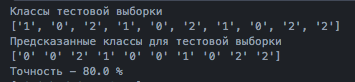 Классы тестовой выборки
['1', '0', '2', '1', '0', '2', '1', '0', '2', '2']
Предсказанные классы для тестовой выборки
['0' '0' '2' '1' '0' '0' '1' '0' '2' '2']
Точность – 80.0 %